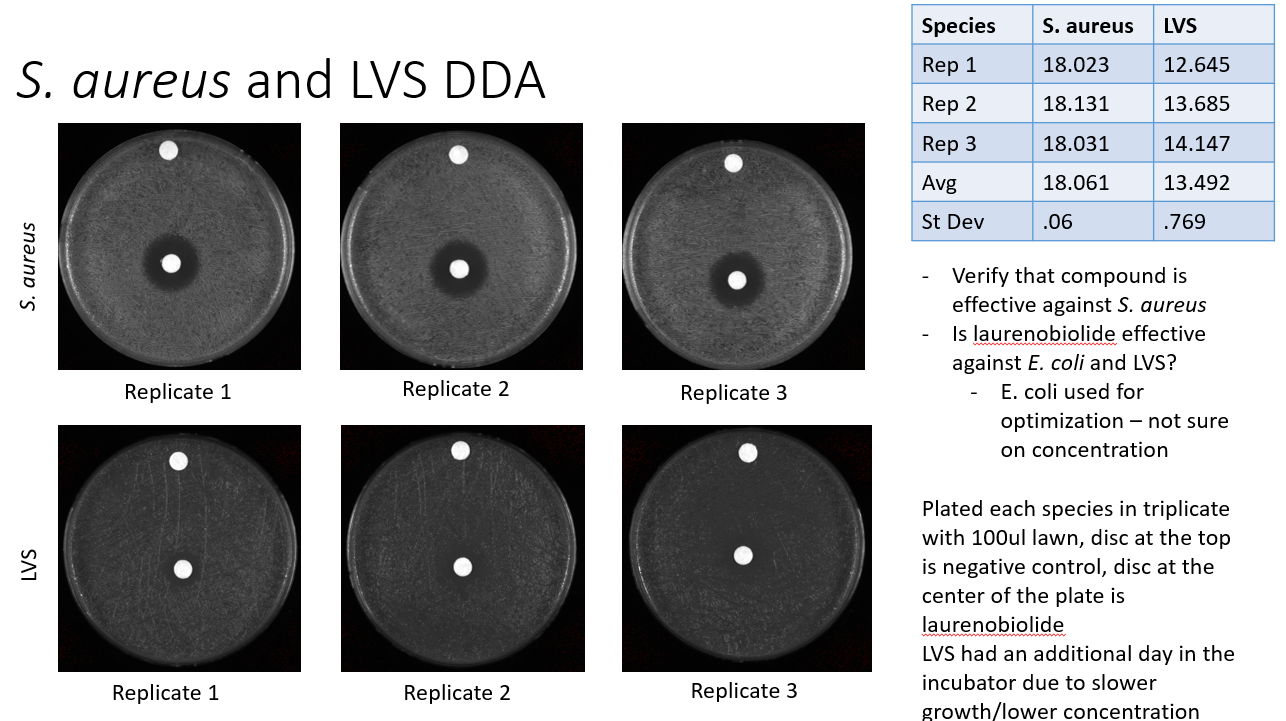 S. aureus and LVS DDA
Species S. aureus LVS
Rep 1 18.023 12.645
Rep 2 18.131 13.685
Rep 3 18.031 14.147
Avg 18.061 13.492
St Dev .06 .769
S. aureus
Replicate 1
Replicate 2
Replicate 3
LVS
Replicate 1
Replicate 2
Replicate 3
- Verify that compound is
effective against S. aureus
- Is laurenobiolide effective
against E. coli and LVS?
- E. coli used for
optimization – not sure
on concentration
Plated each species in triplicate
with 100ul lawn, disc at the top
is negative control, disc at the
center of the plate is
laurenobiolide
LVS had an additional day in the
incubator due to slower
growth/lower concentration